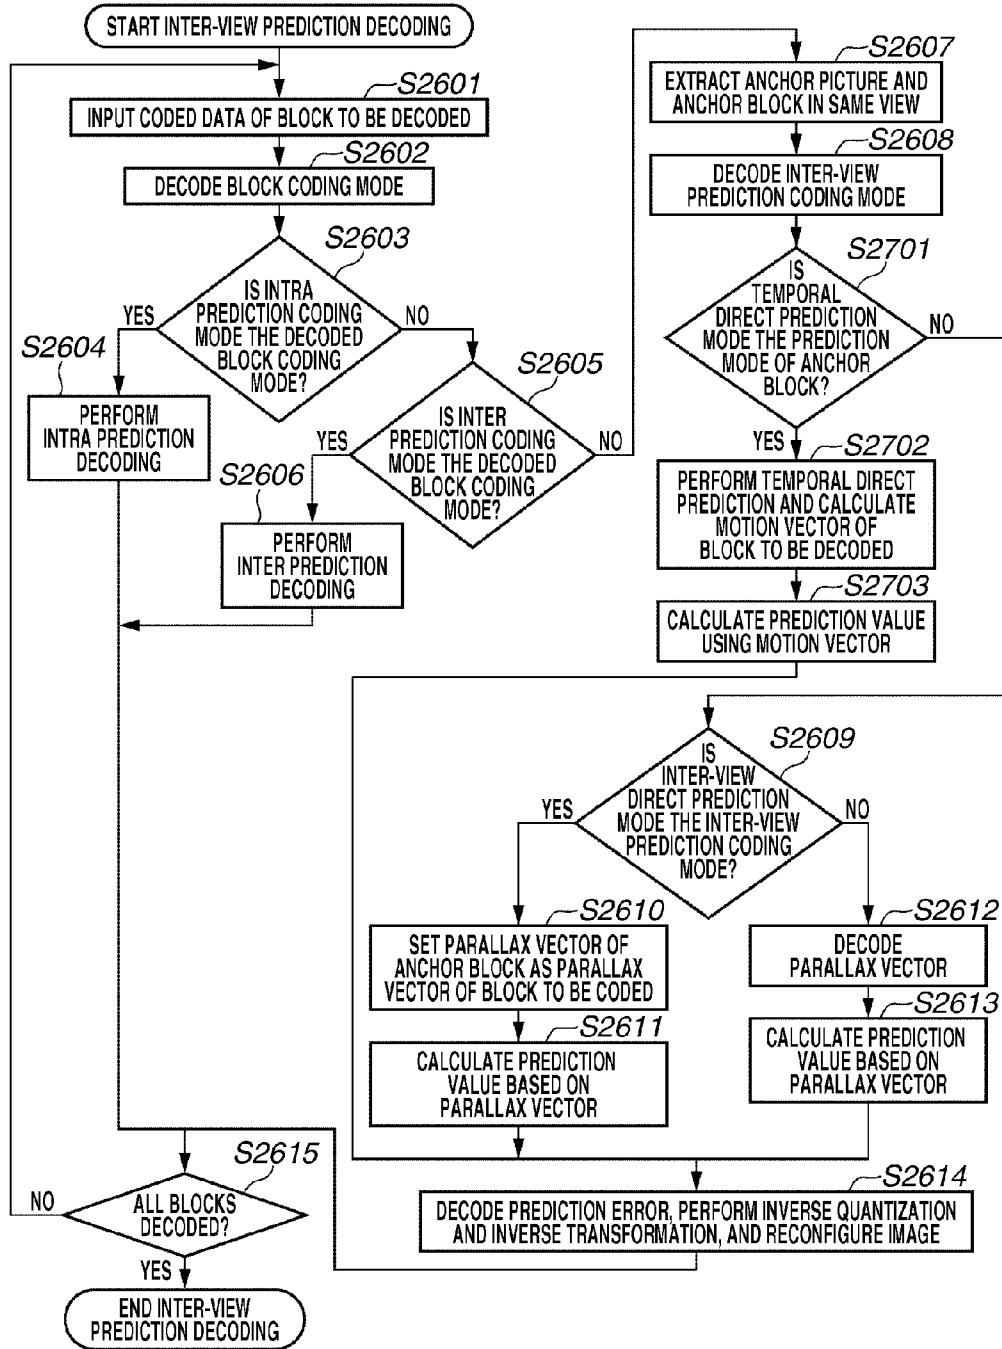 START INTER-VIEW PREDICTION DECODING
S2601
INPUT CODED DATA OF BLOCK TO BE DECODED
S2602
DECODE BLOCK CODING MODE
S2603
IS INTRA
PREDICTION CODING
MODE THE DECODED
BLOCK CODING
MODE?
YES
NO
S2604
PERFORM
INTRA PREDICTION
DECODING
S2605
IS INTER
PREDICTION CODING
MODE THE DECODED
BLOCK CODING
MODE?
YES
NO
S2606
PERFORM
INTER PREDICTION
DECODING
S2607
EXTRACT ANCHOR PICTURE AND
ANCHOR BLOCK IN SAME VIEW
S2608
DECODE INTER-VIEW
PREDICTION CODING MODE
S2701
IS
TEMPORAL
DIRECT PREDICTION
MODE THE PREDICTION
MODE OF ANCHOR
BLOCK?
NO
YES
S2702
PERFORM TEMPORAL DIRECT
PREDICTION AND CALCULATE
MOTION VECTOR OF
BLOCK TO BE DECODED
S2703
CALCULATE PREDICTION VALUE
USING MOTION VECTOR
S2609
IS
INTER-VIEW
DIRECT PREDICTION
MODE THE INTER-VIEW
PREDICTION CODING
MODE?
YES
NO
S2610
SET PARALLAX VECTOR OF
ANCHOR BLOCK AS PARALLAX
VECTOR OF BLOCK TO BE CODED
S2611
CALCULATE PREDICTION
VALUE BASED ON
PARALLAX VECTOR
S2612
DECODE
PARALLAX VECTOR
S2613
CALCULATE PREDICTION
VALUE BASED ON
PARALLAX VECTOR
S2614
DECODE PREDICTION ERROR, PERFORM INVERSE QUANTIZATION
AND INVERSE TRANSFORMATION, AND RECONFIGURE IMAGE
S2615
ALL BLOCKS
DECODED?
NO
YES
END INTER-VIEW
PREDICTION DECODING